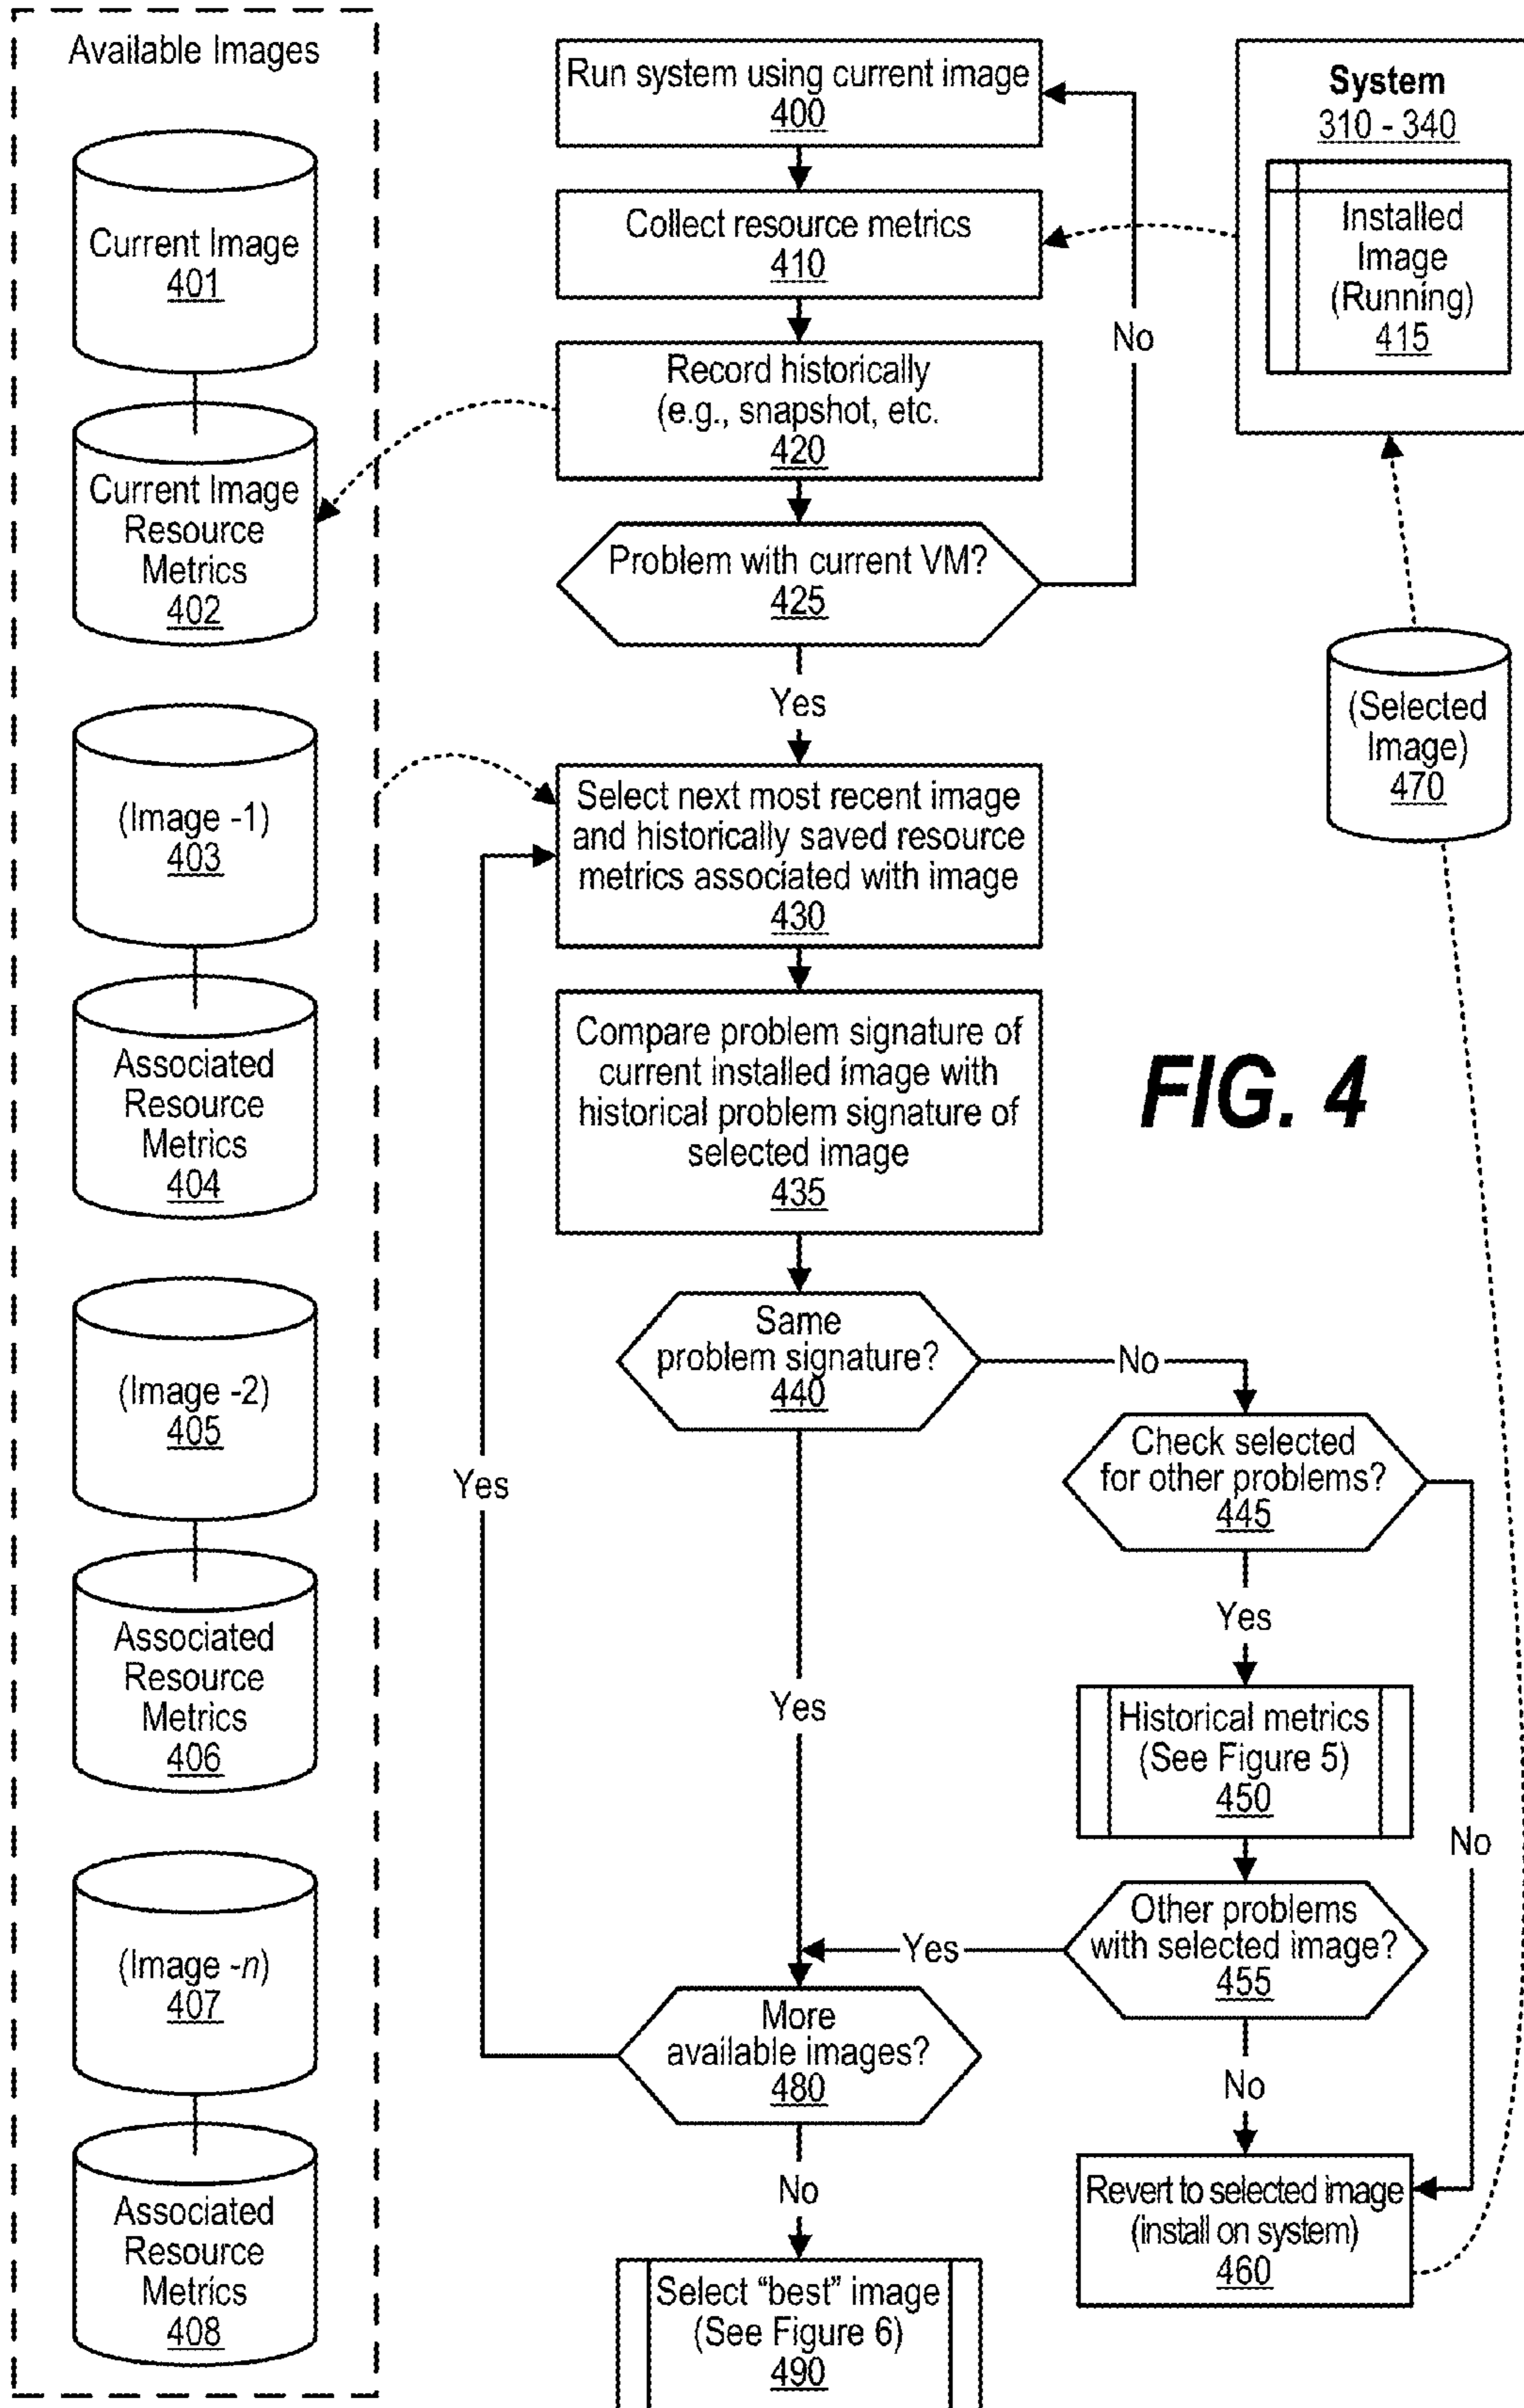 Available Images
Current Image
401
Current Image
Resource
Metrics
402
(Image -1)
403
Associated
Resource
Metrics
404
(Image -2)
405
Associated
Resource
Metrics
406
(Image -n)
407
Associated
Resource
Metrics
408
Run system using current image
400
Collect resource metrics
410
Record historically
(e.g., snapshot, etc.
420
Problem with current VM?
425
No
Yes
Select next most recent image
and historically saved resource
metrics associated with image
430
Compare problem signature of
current installed image with
historical problem signature of
selected image
435
Same
problem signature?
440
No
Yes
Yes
Check selected
for other problems?
445
Yes
No
Historical metrics
(See Figure 5)
450
Other problems
with selected image?
455
Yes
No
More
available images?
480
No
Revert to selected image
(install on system)
460
Select “best” image
(See Figure 6)
490
System
310 - 340
Installed
Image
(Running)
415
(Selected
Image)
470
FIG. 4